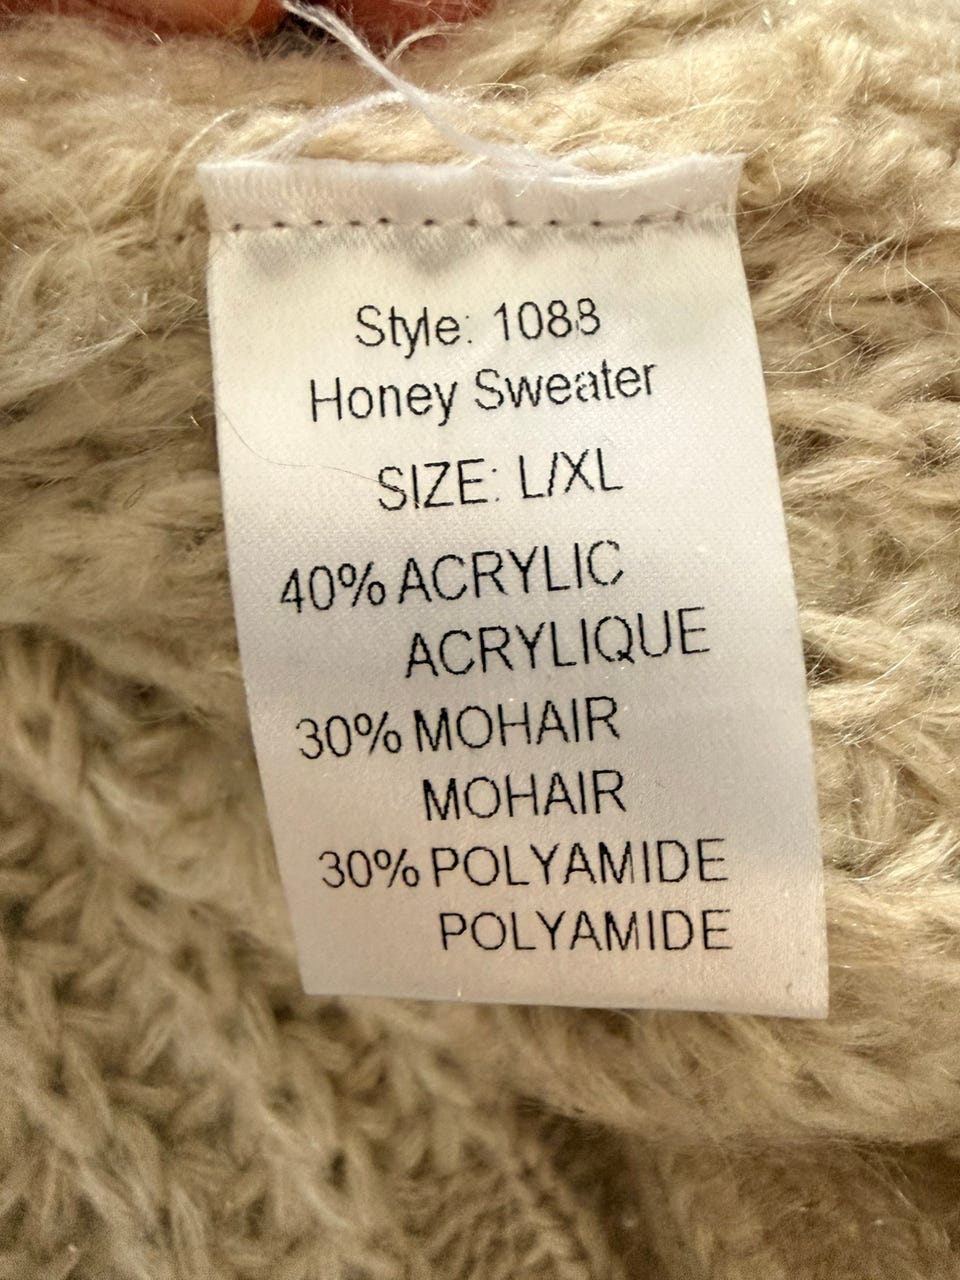 Style: 1088
Honey Sweater
SIZE: L/XL
40% ACRYLIC
ACRYLIQUE
30% MOHAIR
MOHAIR
30% POLYAMIDE
POLYAMIDE